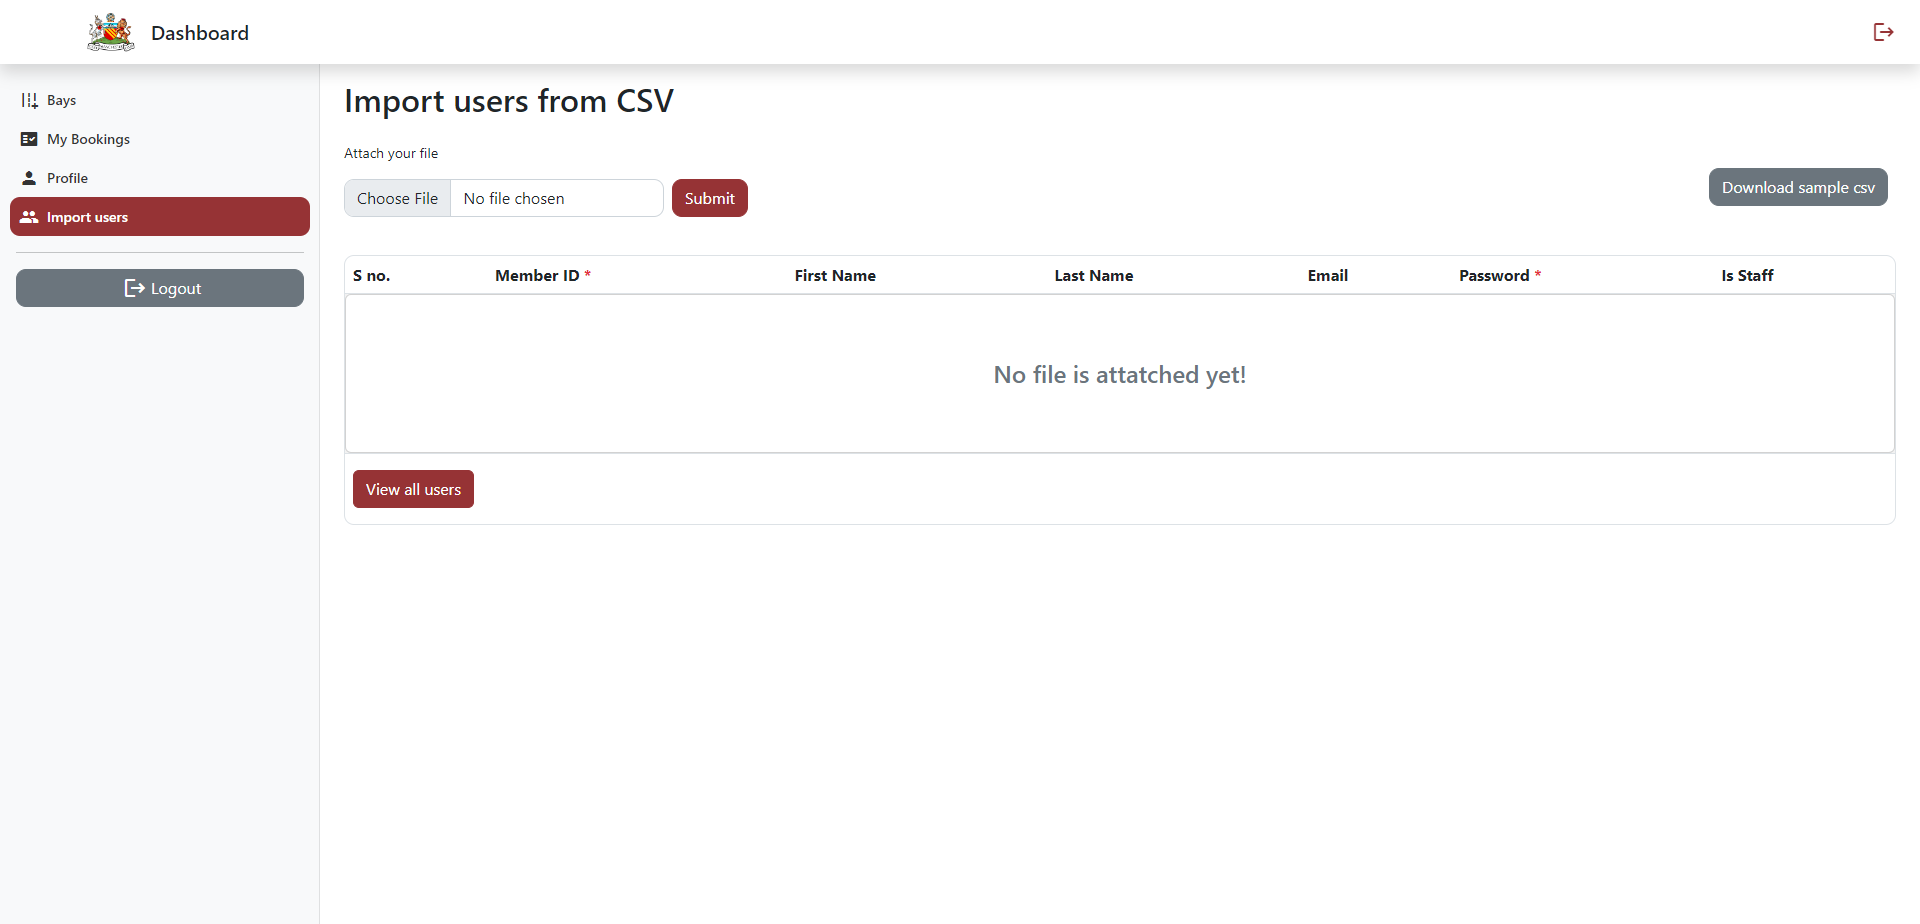 Dashboard
Bays
My Bookings
Profile
Import users
Logout
Import users from CSV
Attach your file
Choose File No file chosen Submit
Download sample csv
S no. Member ID * First Name Last Name Email Password * Is Staff
No file is attatched yet!
View all users